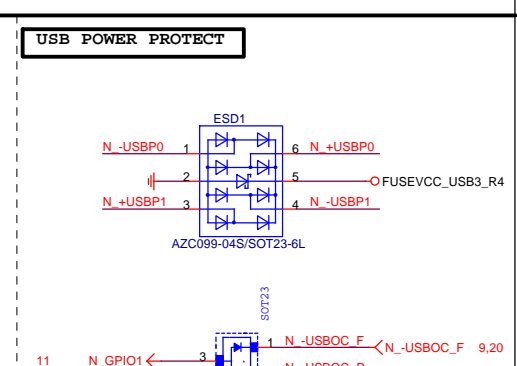 USB POWER PROTECT
ESD1
N_-USBP0 1 6 N_+USBP0
2 5 FUSEVCC_USB3_R4
N_+USBP1 3 4 N_-USBP1
AZC099-04S/SOT23-6L
SOT23
1 N_-USBOC_F N_-USBOC_F 9,20
11 N_GPIO1 3